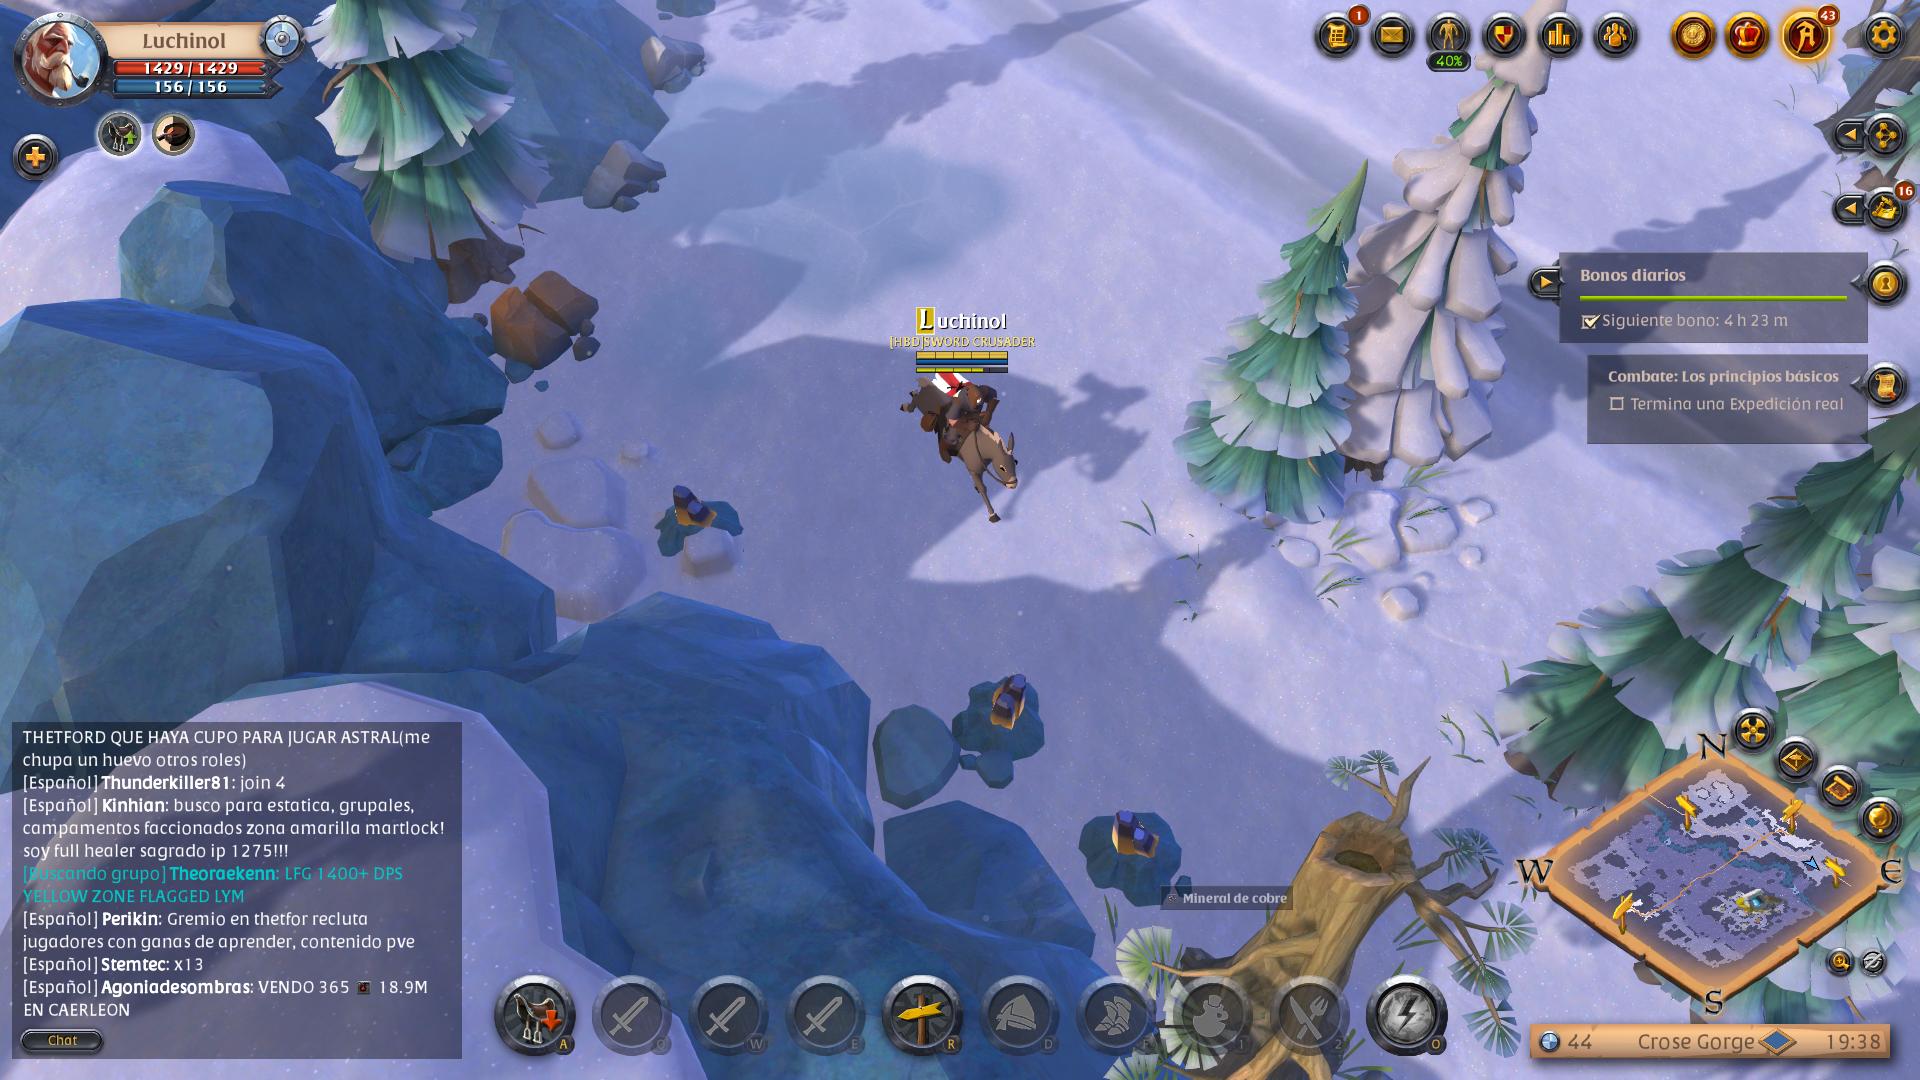 Luchinol
1429/1429
156/156
1
40%
43
16
Bonos diarios
Siguiente bono: 4 h 23 m
Combate: Los principios básicos
Termina una Expedición real
Luchinol
[HBD]SWORD CRUSADER
Mineral de cobre
THETFORD QUE HAYA CUPO PARA JUGAR ASTRAL(me
chupa un huevo otros roles)
[Español] Thunderkiller81: join 4
[Español] Kinhian: busco para estatica, grupales,
campamentos faccionados zona amarilla martlock!
soy full healer sagrado ip 1275!!!
[Buscando grupo] Theoraekenn: LFG 1400+ DPS
YELLOW ZONE FLAGGED LYM
[Español] Perikin: Gremio en thetfor recluta
jugadores con ganas de aprender, contenido pve
[Español] Stemtec: x13
[Español] Agoniadesombras: VENDO 365 18.9M
EN CAERLEON
Chat
A
Q
W
E
R
D
F
1
2
O
N
W
E
S
44
Crose Gorge
19:38